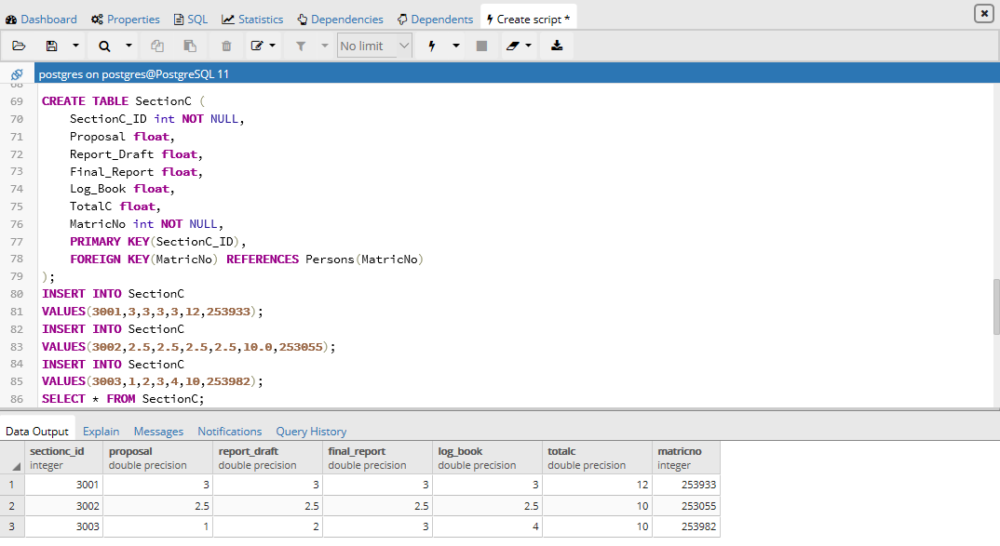 Dashboard Properties SQL Statistics Dependencies Dependents Create script *
No limit
postgres on postgres@PostgreSQL 11
68
69 CREATE TABLE SectionC (
70 SectionC_ID int NOT NULL,
71 Proposal float,
72 Report_Draft float,
73 Final_Report float,
74 Log_Book float,
75 TotalC float,
76 MatricNo int NOT NULL,
77 PRIMARY KEY(SectionC_ID),
78 FOREIGN KEY(MatricNo) REFERENCES Persons(MatricNo)
79 );
80 INSERT INTO SectionC
81 VALUES(3001,3,3,3,3,12,253933);
82 INSERT INTO SectionC
83 VALUES(3002,2.5,2.5,2.5,2.5,10.0,253055);
84 INSERT INTO SectionC
85 VALUES(3003,1,2,3,4,10,253982);
86 SELECT * FROM SectionC;
Data Output Explain Messages Notifications Query History
sectionc_id proposal report_draft final_report log_book totalc matricno
integer double precision double precision double precision double precision double precision integer
1 3001 3 3 3 3 12 253933
2 3002 2.5 2.5 2.5 2.5 10 253055
3 3003 1 2 3 4 10 253982